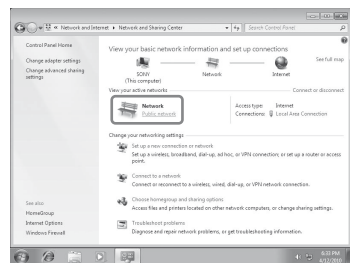 « Network and Internet ▸ Network and Sharing Center
Search Control Panel
Control Panel Home
Change adapter settings
Change advanced sharing
settings
View your basic network information and set up connections
See full map
SONY
(This computer)
Network
Internet
View your active networks
Connect or disconnect
Network
Public network
Access type: Internet
Connections: Local Area Connection
Change your networking settings
Set up a new connection or network
Set up a wireless, broadband, dial-up, ad hoc, or VPN connection; or set up a router or access
point.
Connect to a network
Connect or reconnect to a wireless, wired, dial-up, or VPN network connection.
Choose homegroup and sharing options
Access files and printers located on other network computers, or change sharing settings.
Troubleshoot problems
Diagnose and repair network problems, or get troubleshooting information.
See also
HomeGroup
Internet Options
Windows Firewall
8:33 PM
4/12/2010